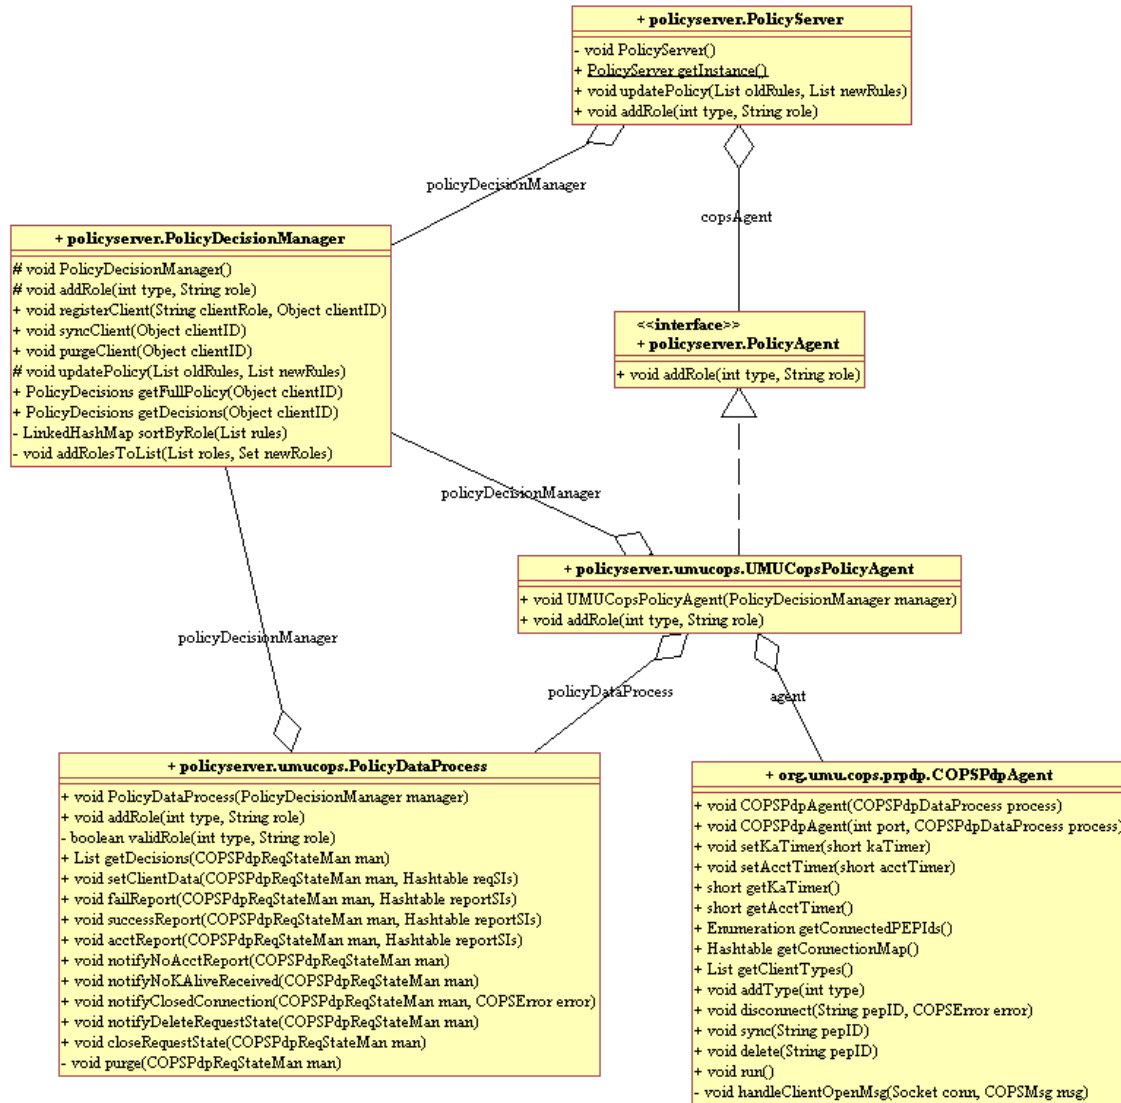 + policyserver.PolicyServer
- void PolicyServer()
+ PolicyServer getInstance()
+ void updatePolicy(List oldRules, List newRules)
+ void addRole(int type, String role)
policyDecisionManager
copsAgent
+ policyserver.PolicyDecisionManager
# void PolicyDecisionManager()
# void addRole(int type, String role)
+ void registerClient(String clientRole, Object clientID)
+ void syncClient(Object clientID)
+ void purgeClient(Object clientID)
# void updatePolicy(List oldRules, List newRules)
+ PolicyDecisions getFullPolicy(Object clientID)
+ PolicyDecisions getDecisions(Object clientID)
- LinkedHashMap sortByRole(List rules)
- void addRolesToList(List roles, Set newRoles)
<<interface>>
+ policyserver.PolicyAgent
+ void addRole(int type, String role)
policyDecisionManager
+ policyserver.umucops.UMUCopsPolicyAgent
+ void UMUCopsPolicyAgent(PolicyDecisionManager manager)
+ void addRole(int type, String role)
policyDecisionManager
policyDataProcess
agent
+ policyserver.umucops.PolicyDataProcess
+ void PolicyDataProcess(PolicyDecisionManager manager)
+ void addRole(int type, String role)
- boolean validRole(int type, String role)
+ List getDecisions(COPSPdpReqStateMan man)
+ void setClientData(COPSPdpReqStateMan man, Hashtable reqSIs)
+ void failReport(COPSPdpReqStateMan man, Hashtable reportSIs)
+ void successReport(COPSPdpReqStateMan man, Hashtable reportSIs)
+ void acctReport(COPSPdpReqStateMan man, Hashtable reportSIs)
+ void notifyNoAcctReport(COPSPdpReqStateMan man)
+ void notifyNoKAliveReceived(COPSPdpReqStateMan man)
+ void notifyClosedConnection(COPSPdpReqStateMan man, COPSError error)
+ void notifyDeleteRequestState(COPSPdpReqStateMan man)
+ void closeRequestState(COPSPdpReqStateMan man)
- void purge(COPSPdpReqStateMan man)
+ org.umu.cops.prpdp.COPSPdpAgent
+ void COPSPdpAgent(COPSPdpDataProcess process)
+ void COPSPdpAgent(int port, COPSPdpDataProcess process)
+ void setKaTimer(short kaTimer)
+ void setAcctTimer(short acctTimer)
+ short getKaTimer()
+ short getAcctTimer()
+ Enumeration getConnectedPEPIds()
+ Hashtable getConnectionMap()
+ List getClientTypes()
+ void addType(int type)
+ void disconnect(String pepID, COPSError error)
+ void sync(String pepID)
+ void delete(String pepID)
+ void run()
- void handleClientOpenMsg(Socket conn, COPSMsg msg)